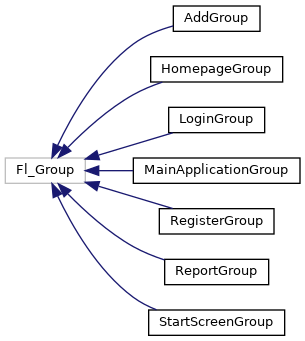 AddGroup
HomepageGroup
LoginGroup
Fl_Group
MainApplicationGroup
RegisterGroup
ReportGroup
StartScreenGroup